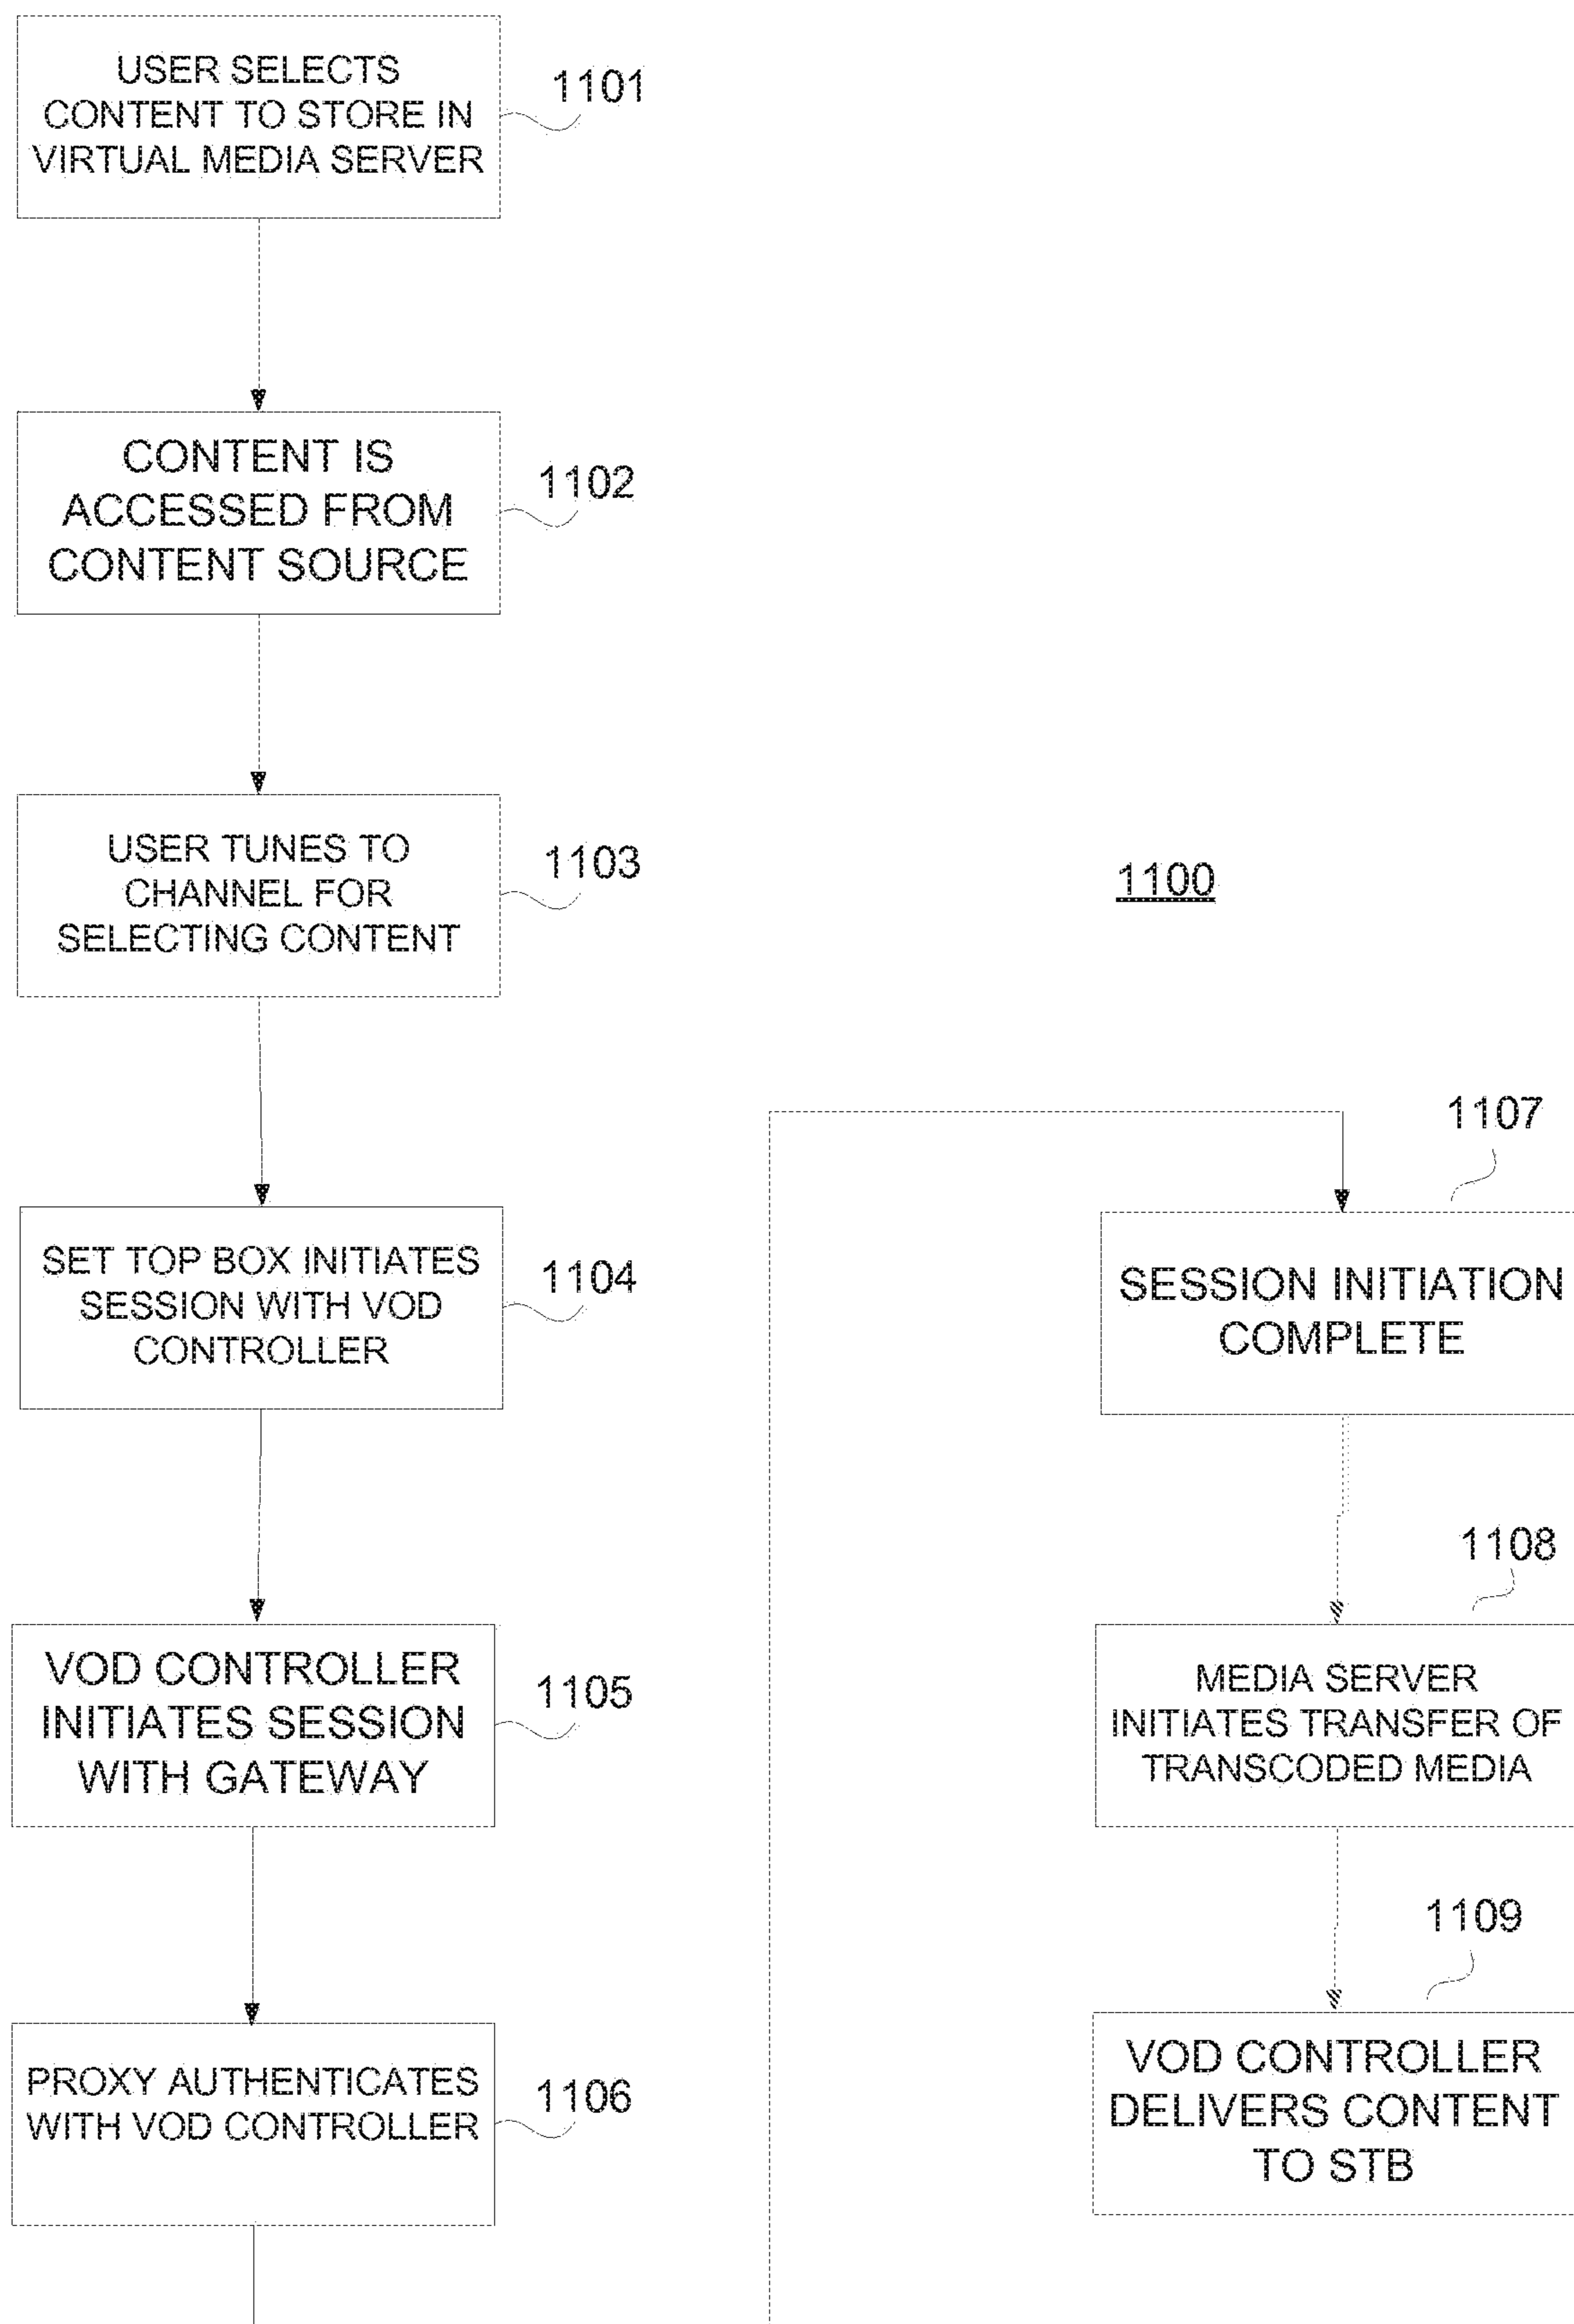 USER SELECTS
CONTENT TO STORE IN
VIRTUAL MEDIA SERVER
1101
CONTENT IS
ACCESSED FROM
CONTENT SOURCE
1102
USER TUNES TO
CHANNEL FOR
SELECTING CONTENT
1103
SET TOP BOX INITIATES
SESSION WITH VOD
CONTROLLER
1104
VOD CONTROLLER
INITIATES SESSION
WITH GATEWAY
1105
PROXY AUTHENTICATES
WITH VOD CONTROLLER
1106
1100
1107
SESSION INITIATION
COMPLETE
1108
MEDIA SERVER
INITIATES TRANSFER OF
TRANSCODED MEDIA
1109
VOD CONTROLLER
DELIVERS CONTENT
TO STB